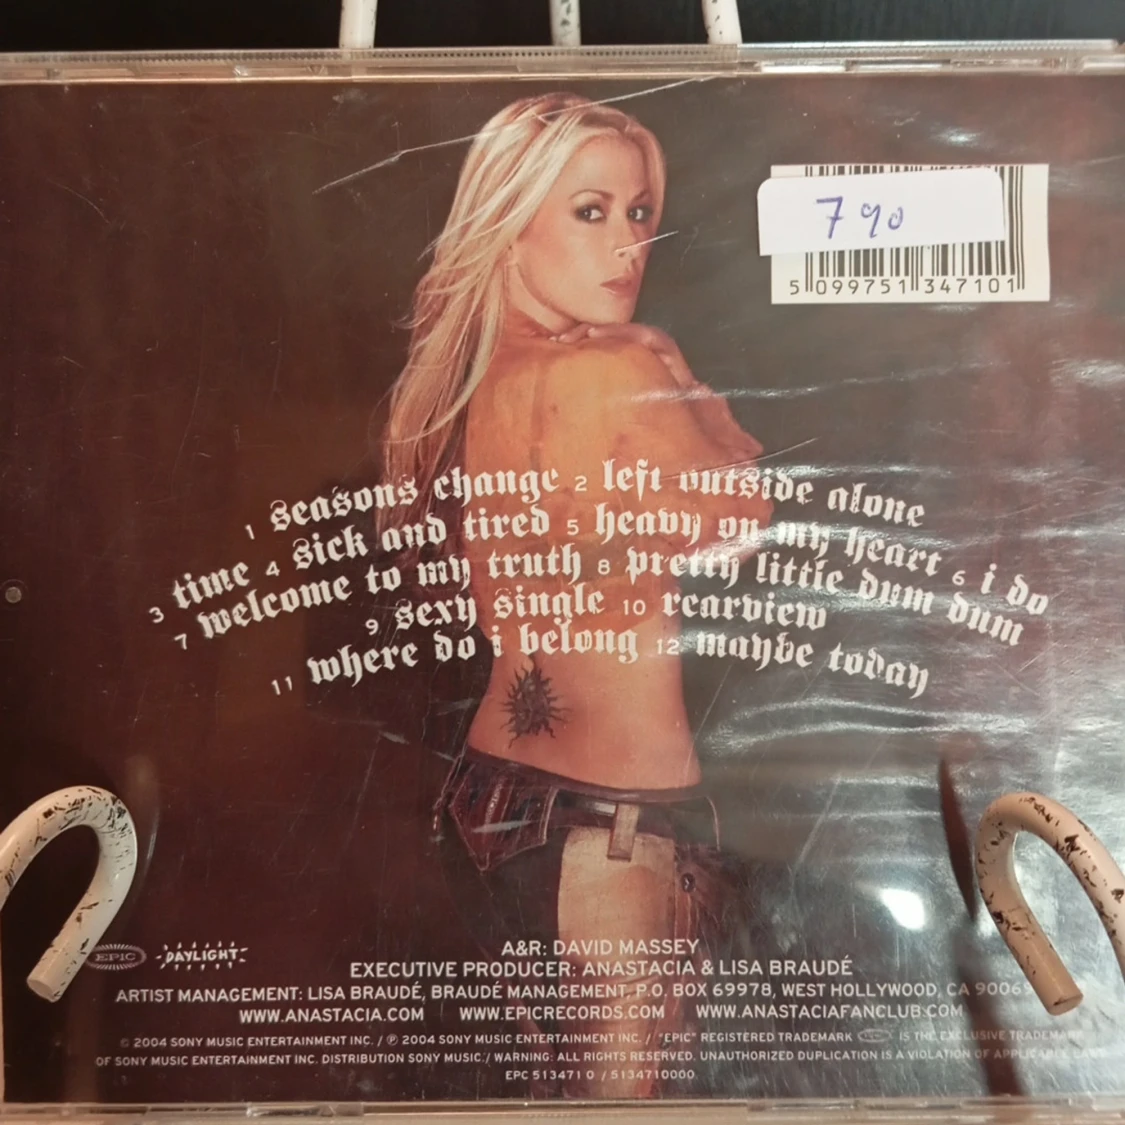 790
5 099751 347101
1 seasons change 2 left outside alone
3 time 4 sick and tired 5 heavy on my heart 6 i do
7 welcome to my truth 8 pretty little dum dum
9 sexy single 10 rearview
11 where do i belong 12 maybe today
EPIC DAYLIGHT
A&R: DAVID MASSEY
EXECUTIVE PRODUCER: ANASTACIA & LISA BRAUDÉ
ARTIST MANAGEMENT: LISA BRAUDÉ, BRAUDÉ MANAGEMENT, P.O. BOX 69978, WEST HOLLYWOOD, CA 90069
WWW.ANASTACIA.COM WWW.EPICRECORDS.COM WWW.ANASTACIAFANCLUB.COM
© 2004 SONY MUSIC ENTERTAINMENT INC. / ℗ 2004 SONY MUSIC ENTERTAINMENT INC. / "EPIC" REGISTERED TRADEMARK EPIC IS THE EXCLUSIVE TRADEMARK
OF SONY MUSIC ENTERTAINMENT INC. DISTRIBUTION SONY MUSIC./ WARNING: ALL RIGHTS RESERVED. UNAUTHORIZED DUPLICATION IS A VIOLATION OF APPLICABLE LAWS
EPC 513471 0 / 5134710000